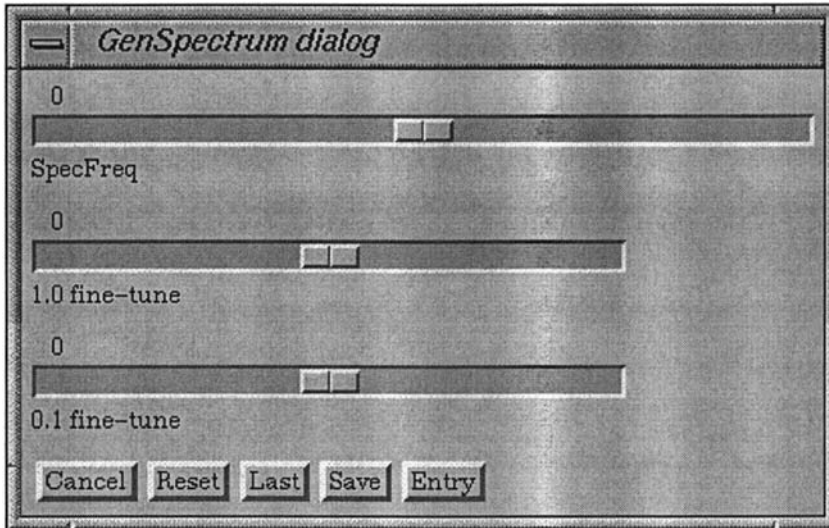 GenSpectrum dialog
0
SpecFreq
0
1.0 fine-tune
0
0.1 fine-tune
Cancel Reset Last Save Entry